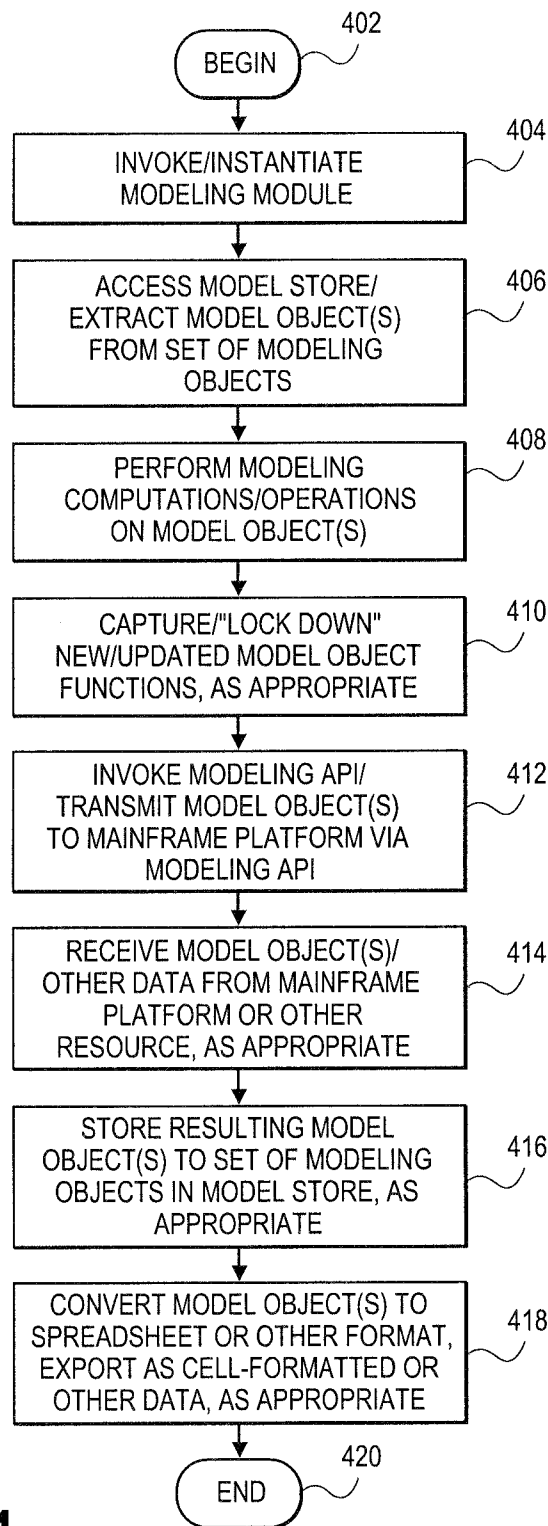 402
BEGIN
404
INVOKE/INSTANTIATE
MODELING MODULE
406
ACCESS MODEL STORE/
EXTRACT MODEL OBJECT(S)
FROM SET OF MODELING
OBJECTS
408
PERFORM MODELING
COMPUTATIONS/OPERATIONS
ON MODEL OBJECT(S)
410
CAPTURE/"LOCK DOWN"
NEW/UPDATED MODEL OBJECT
FUNCTIONS, AS APPROPRIATE
412
INVOKE MODELING API/
TRANSMIT MODEL OBJECT(S)
TO MAINFRAME PLATFORM VIA
MODELING API
414
RECEIVE MODEL OBJECT(S)/
OTHER DATA FROM MAINFRAME
PLATFORM OR OTHER
RESOURCE, AS APPROPRIATE
416
STORE RESULTING MODEL
OBJECT(S) TO SET OF MODELING
OBJECTS IN MODEL STORE, AS
APPROPRIATE
418
CONVERT MODEL OBJECT(S) TO
SPREADSHEET OR OTHER FORMAT,
EXPORT AS CELL-FORMATTED OR
OTHER DATA, AS APPROPRIATE
420
END